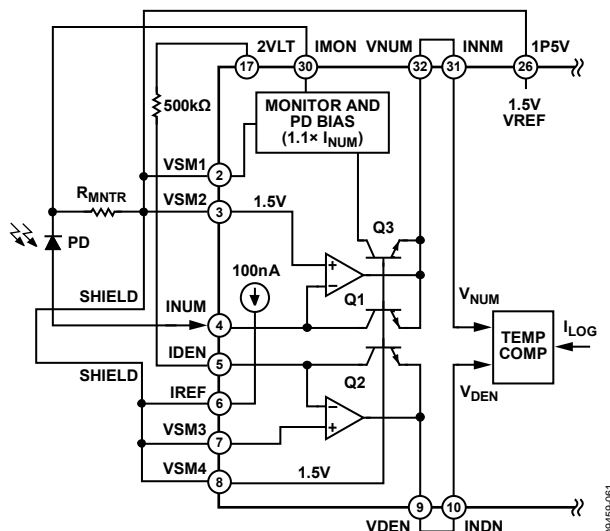 2VLT IMON VNUM INNM 1P5V
17 30 32 31 26
500kΩ
MONITOR AND
PD BIAS
(1.1× INUM)
1.5V
VREF
VSM1
2
RMNTR
VSM2
3
1.5V
Q3
PD
100nA
SHIELD
INUM
4
Q1
VNUM
TEMP
COMP
ILOG
IDEN
5
SHIELD
Q2
VDEN
IREF
6
VSM3
7
VSM4
8
1.5V
9 10
VDEN INDN
09459-061